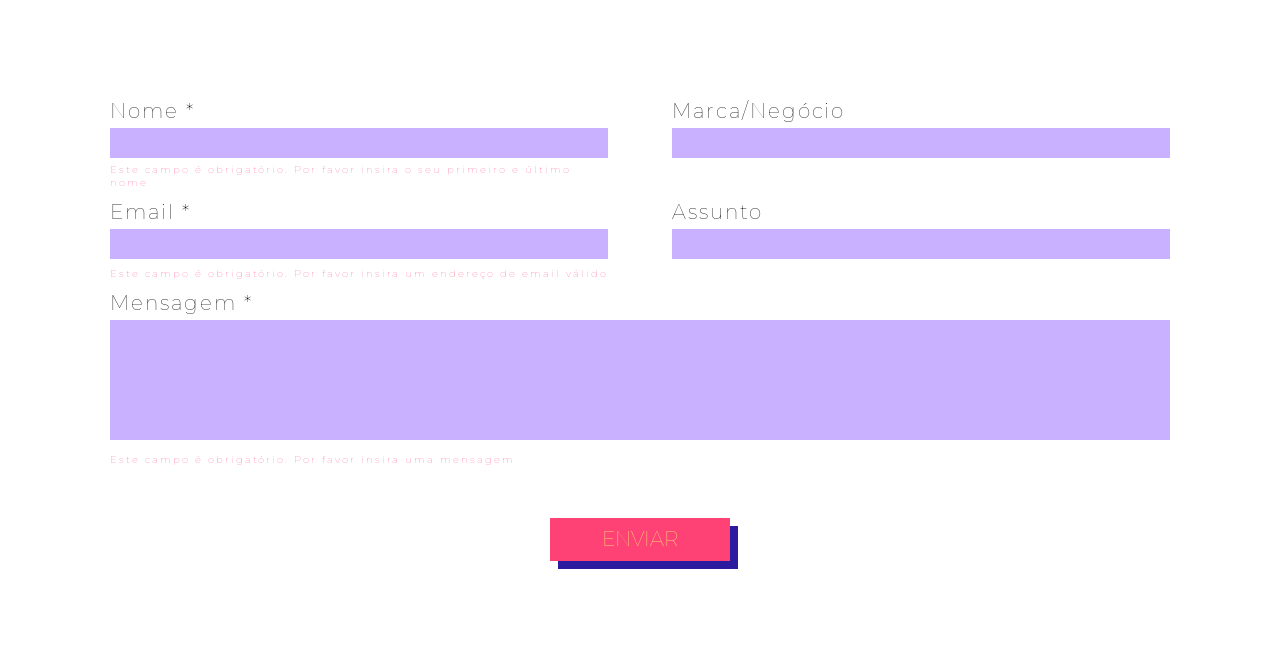 Nome *
Marca/Negócio
Este campo é obrigatório. Por favor insira o seu primeiro e último
nome
Email *
Assunto
Este campo é obrigatório. Por favor insira um endereço de email válido
Mensagem *
Este campo é obrigatório. Por favor insira uma mensagem
ENVIAR